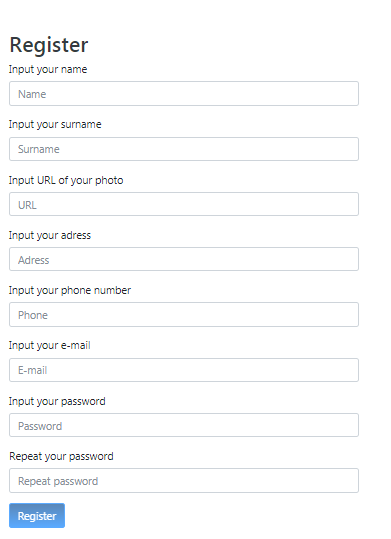 Register
Input your name
Name
Input your surname
Surname
Input URL of your photo
URL
Input your adress
Adress
Input your phone number
Phone
Input your e-mail
E-mail
Input your password
Password
Repeat your password
Repeat password
Register